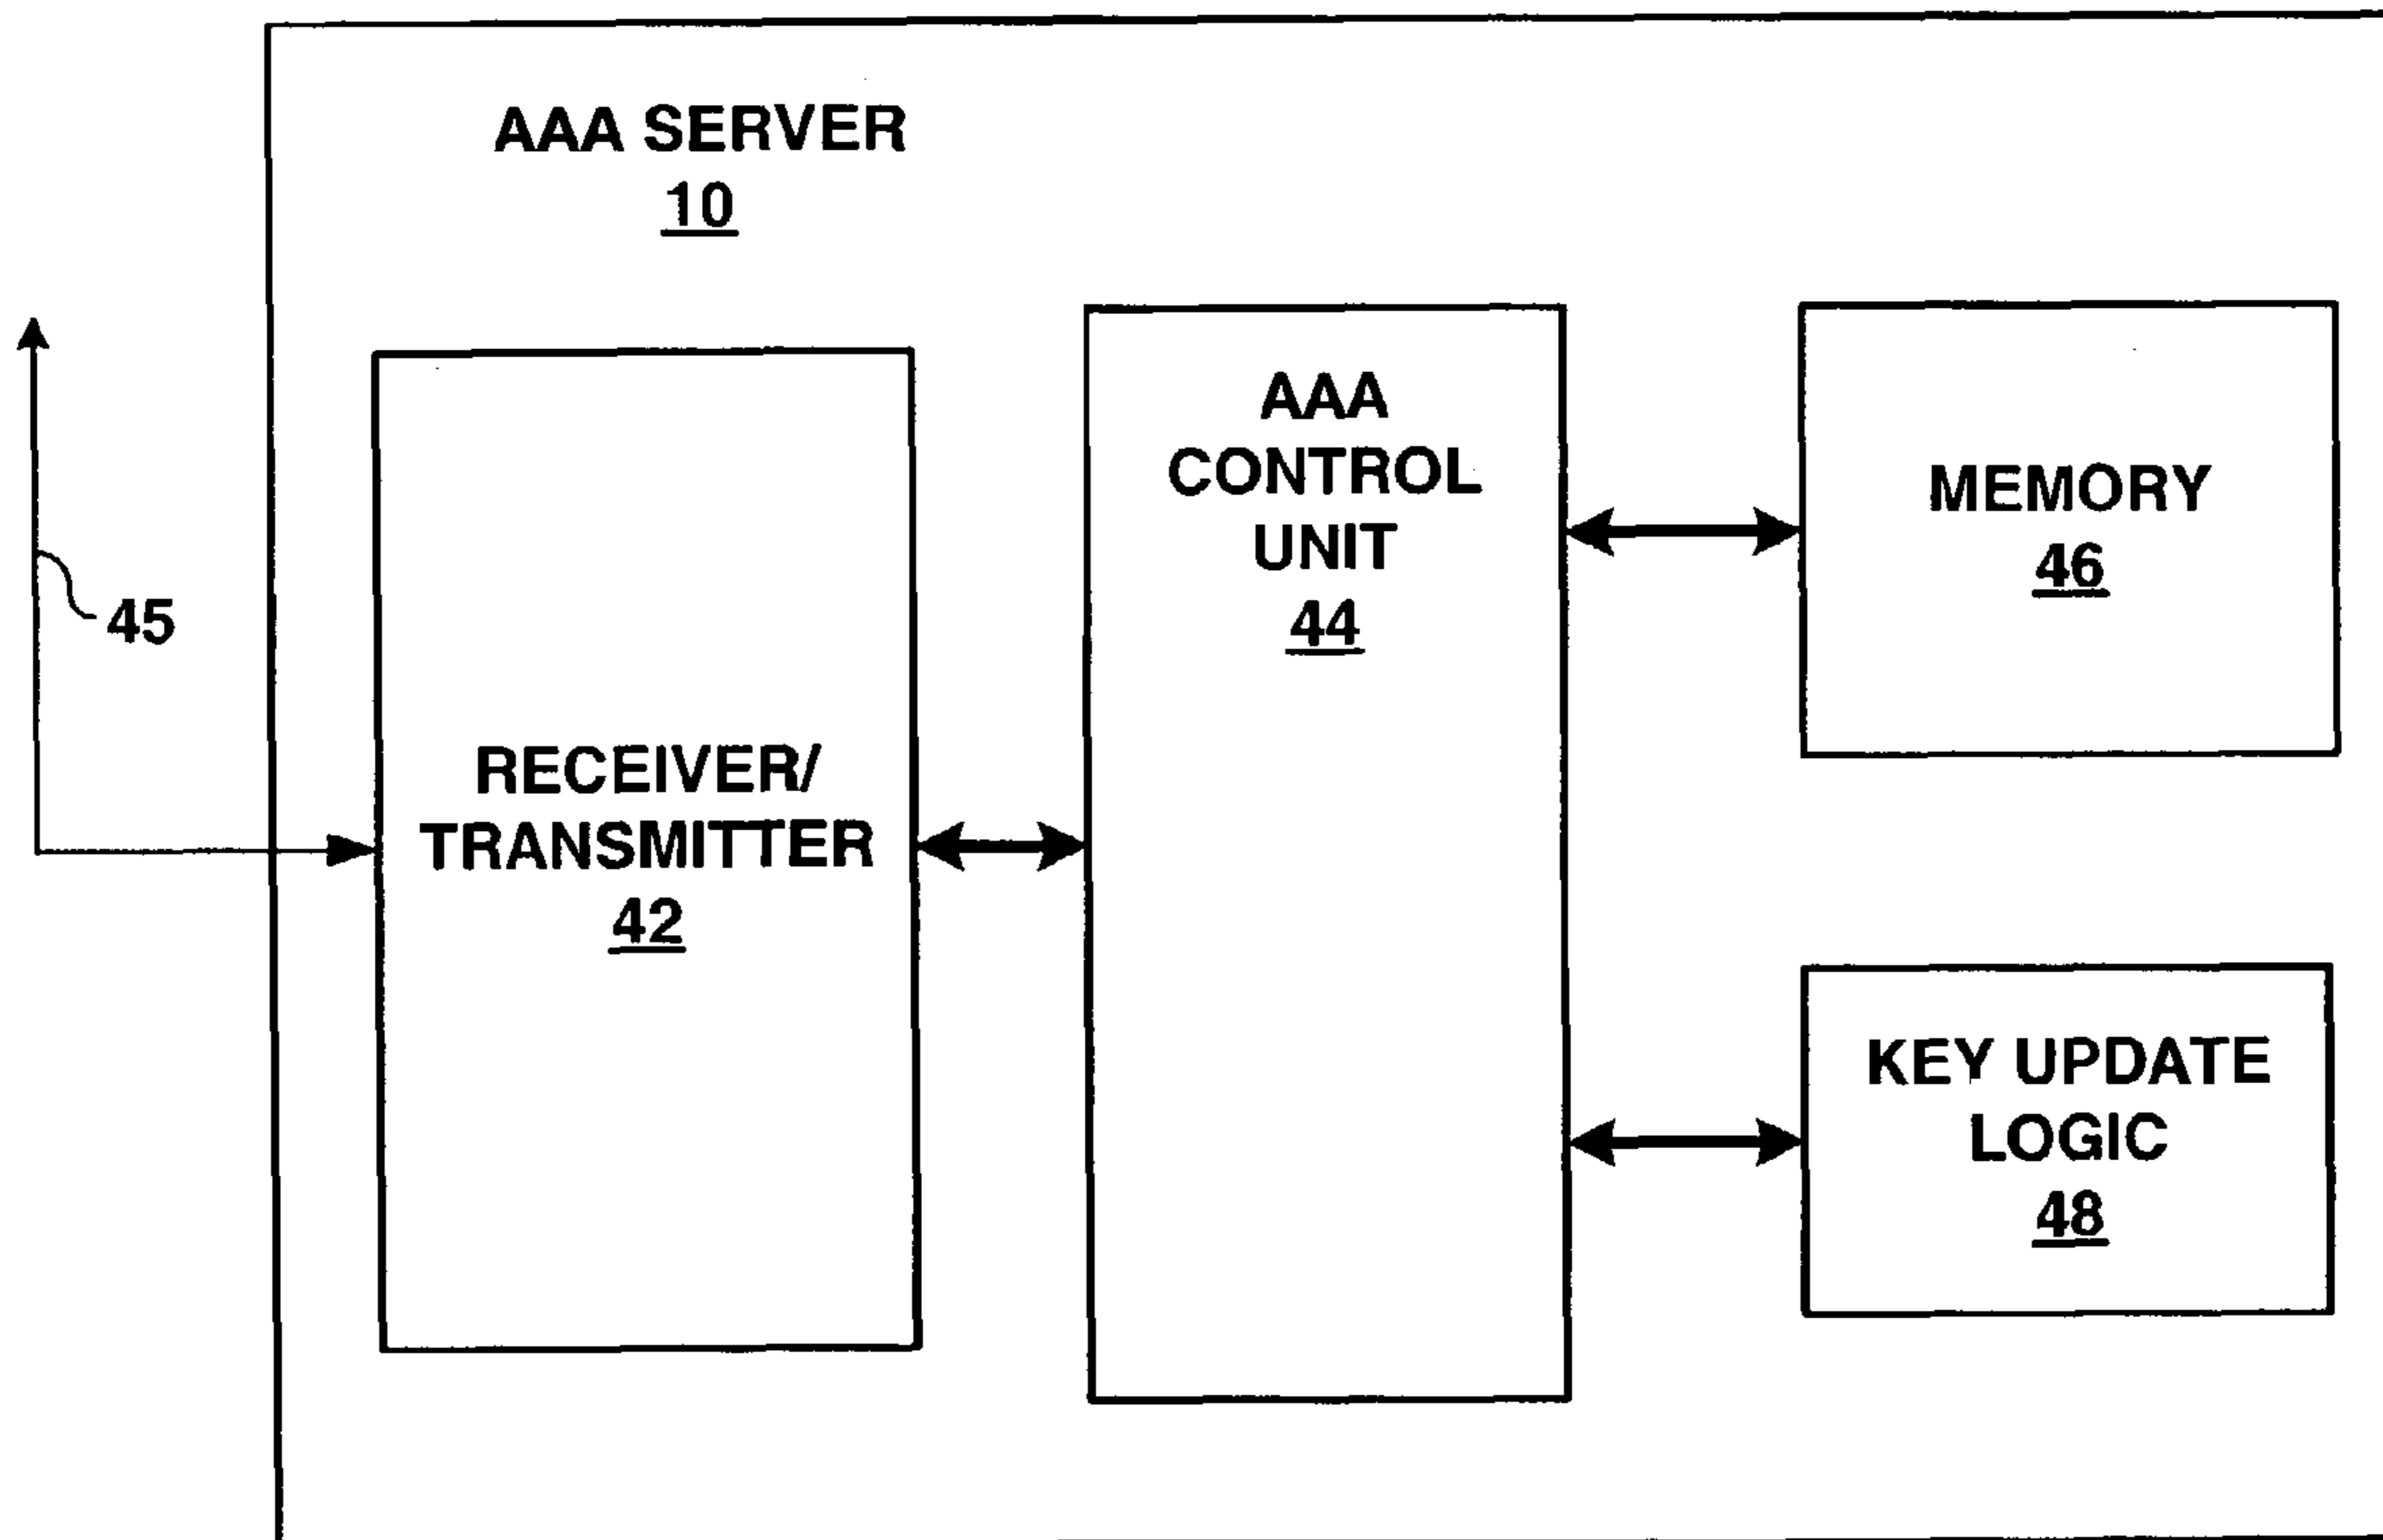 AAA SERVER
10
45
RECEIVER/
TRANSMITTER
42
AAA
CONTROL
UNIT
44
MEMORY
46
KEY UPDATE
LOGIC
48